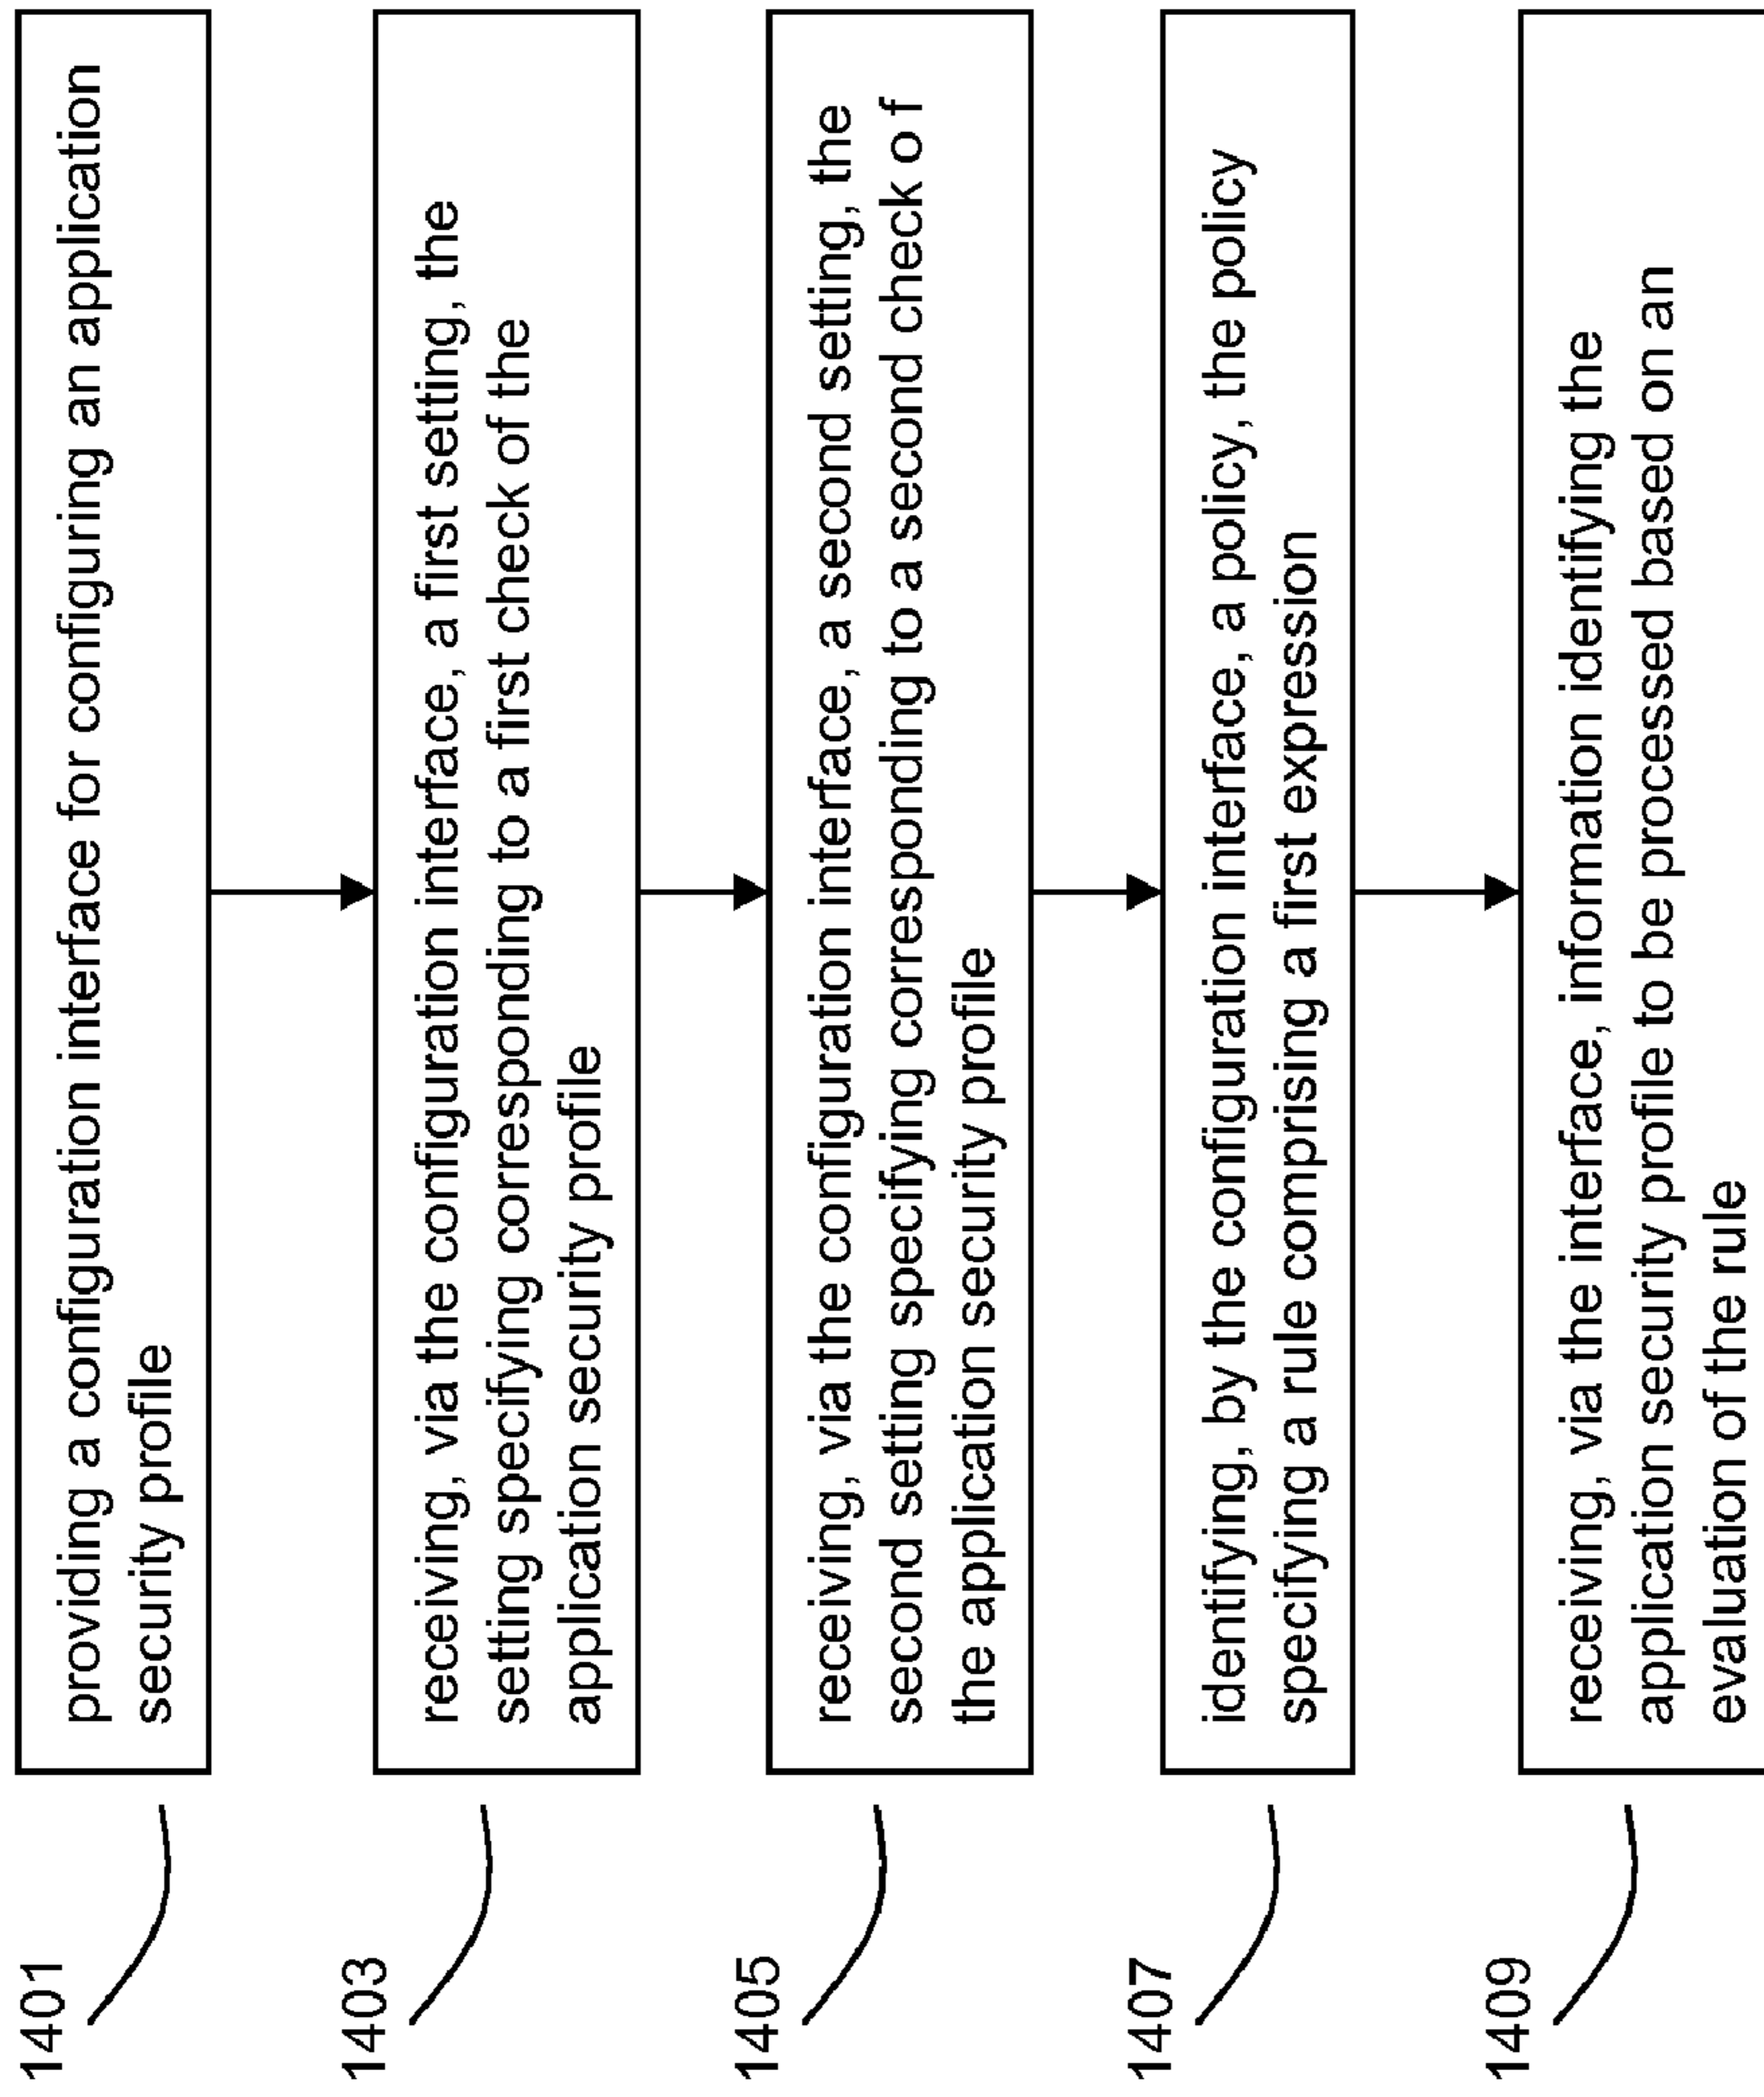 1401
providing a configuration interface for configuring an application
security profile
1403
receiving, via the configuration interface, a first setting, the
setting specifying corresponding to a first check of the
application security profile
1405
receiving, via the configuration interface, a second setting, the
second setting specifying corresponding to a second check o f
the application security profile
1407
identifying, by the configuration interface, a policy, the policy
specifying a rule comprising a first expression
1409
receiving, via the interface, information identifying the
application security profile to be processed based on an
evaluation of the rule